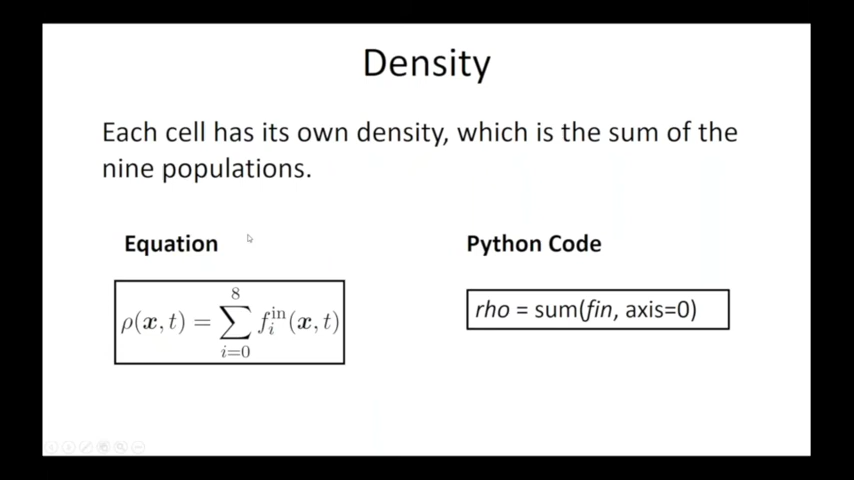 Density
Each cell has its own density, which is the sum of the
nine populations.
Equation
ρ(x, t) = ∑_{i=0}^{8} f_i^{in}(x, t)
Python Code
rho = sum(fin, axis=0)